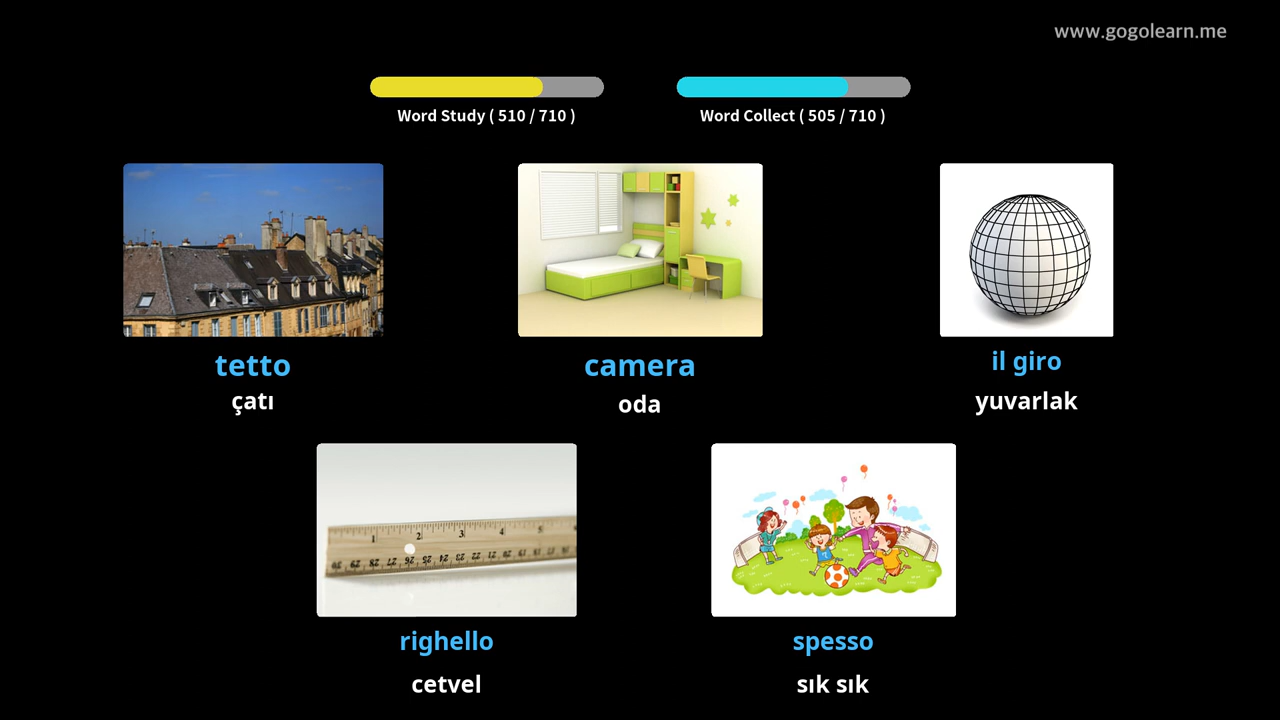 www.gogolearn.me
Word Study ( 510 / 710 )
Word Collect ( 505 / 710 )
tetto
çatı
camera
oda
il giro
yuvarlak
righello
cetvel
spesso
sık sık